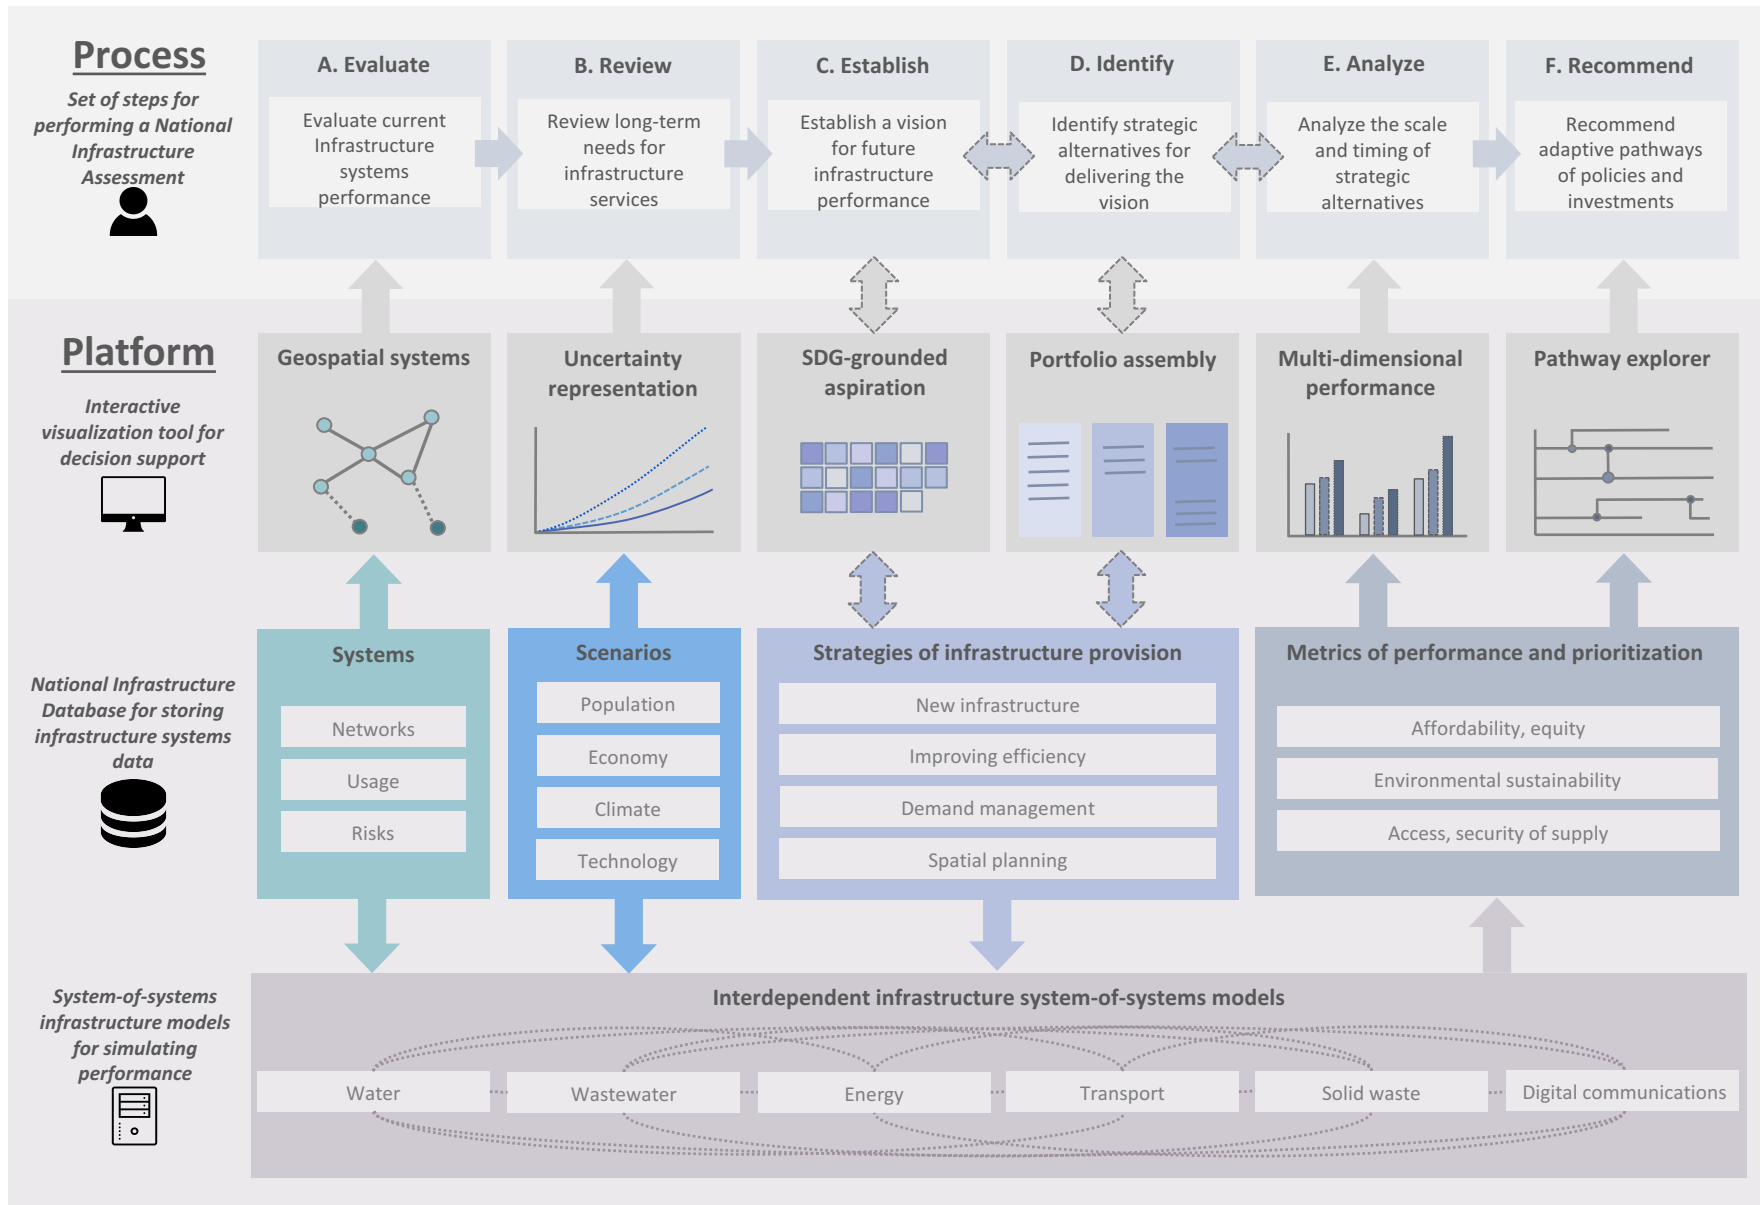 Process
Set of steps for
performing a National
Infrastructure
Assessment
A. Evaluate
Evaluate current
Infrastructure
systems
performance
B. Review
Review long-term
needs for
infrastructure
services
C. Establish
Establish a vision
for future
infrastructure
performance
D. Identify
Identify strategic
alternatives for
delivering the
vision
E. Analyze
Analyze the scale
and timing of
strategic
alternatives
F. Recommend
Recommend
adaptive pathways
of policies and
investments
Platform
Interactive
visualization tool for
decision support
Geospatial systems
Uncertainty
representation
SDG-grounded
aspiration
Portfolio assembly
Multi-dimensional
performance
Pathway explorer
National Infrastructure
Database for storing
infrastructure systems
data
Systems
Networks
Usage
Risks
Scenarios
Population
Economy
Climate
Technology
Strategies of infrastructure provision
New infrastructure
Improving efficiency
Demand management
Spatial planning
Metrics of performance and prioritization
Affordability, equity
Environmental sustainability
Access, security of supply
System-of-systems
infrastructure models
for simulating
performance
Interdependent infrastructure system-of-systems models
Water
Wastewater
Energy
Transport
Solid waste
Digital communications